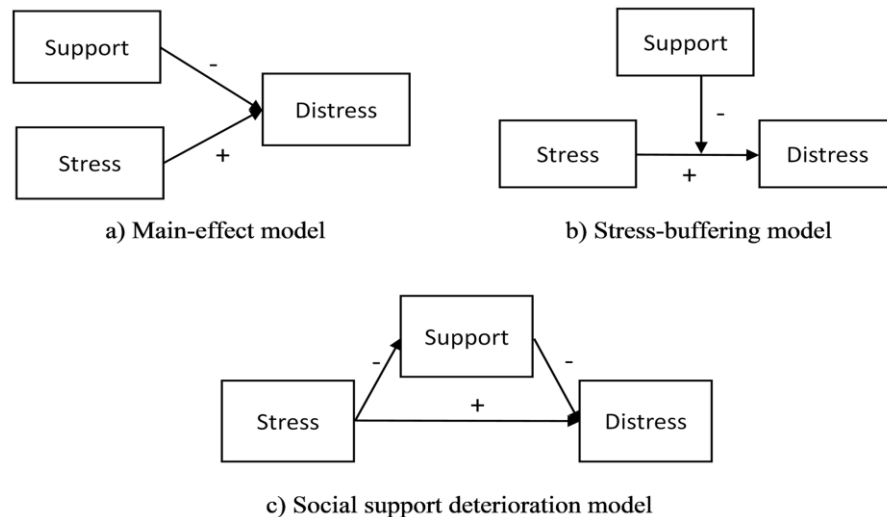 Support
-
Distress
Stress
+
a) Main-effect model
Support
-
Stress
Distress
+
b) Stress-buffering model
Support
-
-
Stress
+
Distress
c) Social support deterioration model